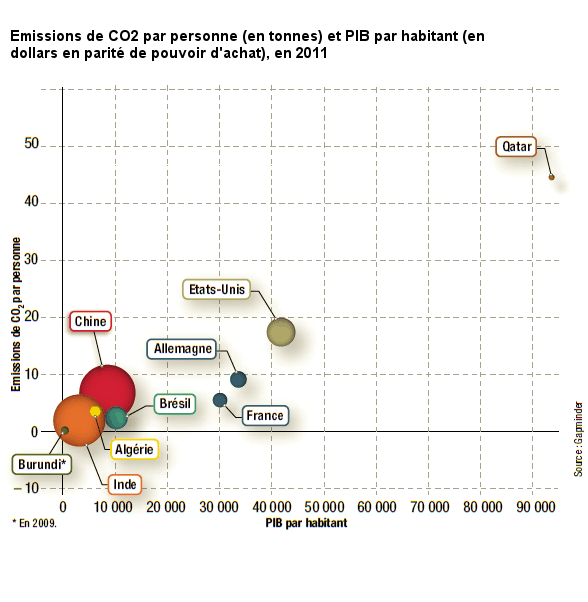 Emissions de CO2 par personne (en tonnes) et PIB par habitant (en
dollars en parité de pouvoir d'achat), en 2011
Emissions de CO2 par personne
50
40
30
20
10
0
–10
Qatar
Etats-Unis
Chine
Allemagne
Brésil
France
Algérie
Burundi*
Inde
0 10 000 20 000 30 000 40 000 50 000 60 000 70 000 80 000 90 000
PIB par habitant
* En 2009.
Source : Gapminder